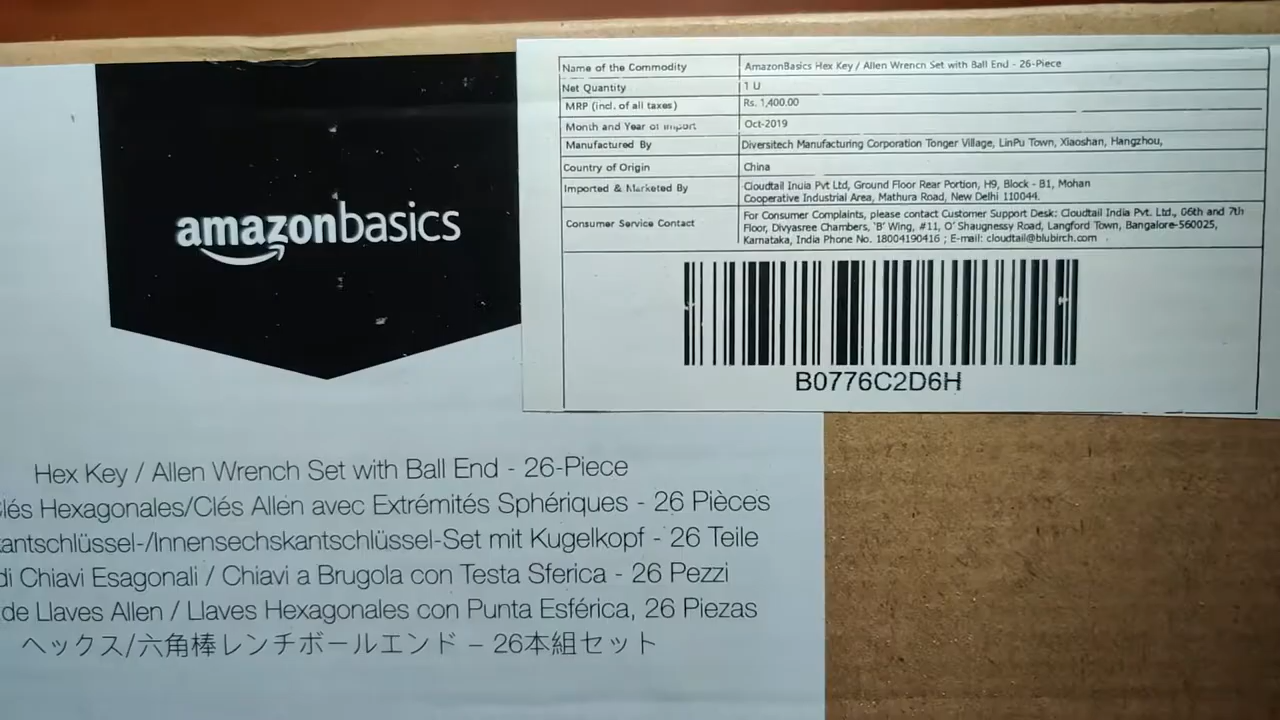 amazonbasics
Name of the Commodity AmazonBasics Hex Key / Allen Wrench Set with Ball End - 26-Piece
Net Quantity 1 U
MRP (incl. of all taxes) Rs. 1,400.00
Month and Year of Import Oct-2019
Manufactured By Diversitech Manufacturing Corporation Tonger Village, LinPu Town, Xiaoshan, Hangzhou,
Country of Origin China
Imported & Marketed By Cloudtail India Pvt Ltd, Ground Floor Rear Portion, H9, Block - B1, Mohan
Cooperative Industrial Area, Mathura Road, New Delhi 110044.
Consumer Service Contact For Consumer Complaints, please contact Customer Support Desk: Cloudtail India Pvt. Ltd., 06th and 7th
Floor, Divyasree Chambers, 'B' Wing, #11, O' Shaugnessy Road, Langford Town, Bangalore-560025,
Karnataka, India Phone No. 18004190416 ; E-mail: cloudtail@blubirch.com .
B0776C2D6H
Hex Key / Allen Wrench Set with Ball End - 26-Piece
lés Hexagonales/Clés Allen avec Extrémités Sphériques - 26 Pièces
antschlüssel-/Innensechskantschlüssel-Set mit Kugelkopf - 26 Teile
di Chiavi Esagonali / Chiavi a Brugola con Testa Sferica - 26 Pezzi
de Llaves Allen / Llaves Hexagonales con Punta Esférica, 26 Piezas
ヘックス/六角棒レンチボールエンド – 26本組セット